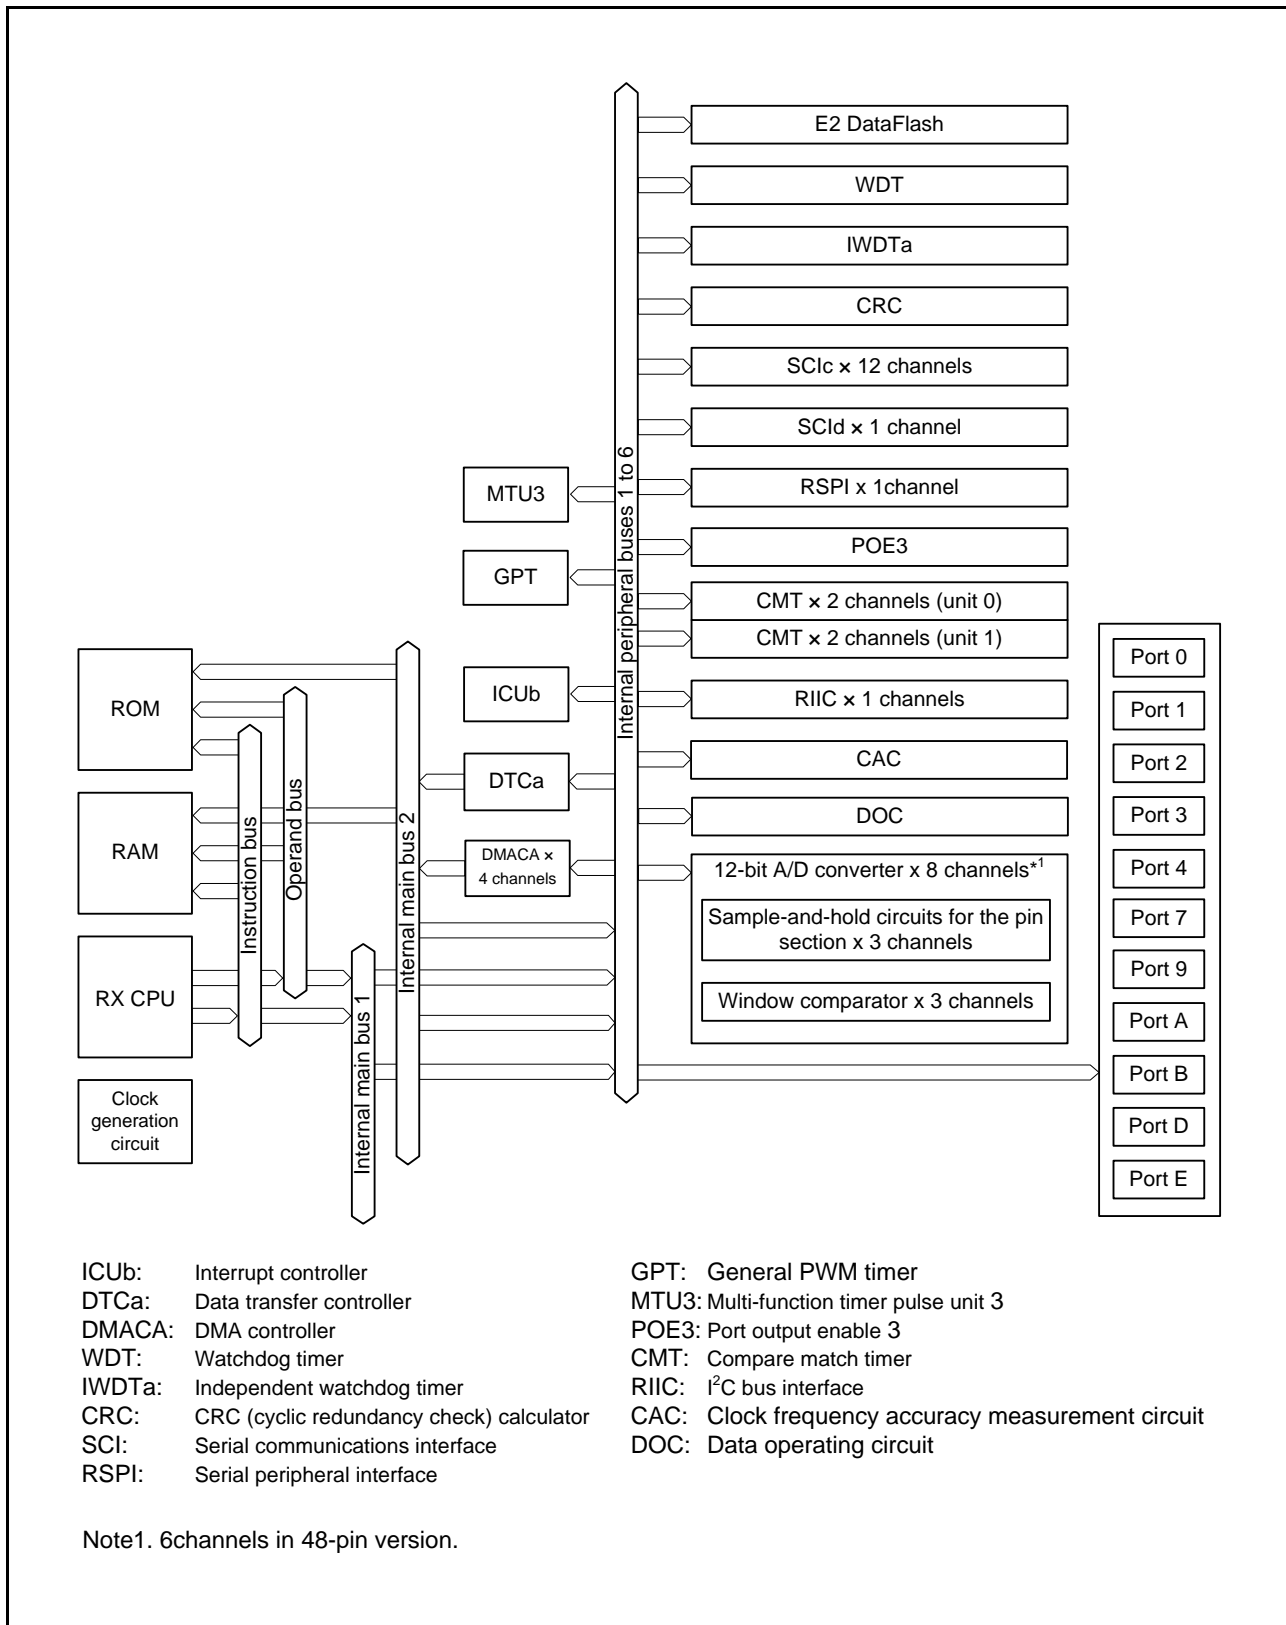 E2 DataFlash
WDT
IWDTa
CRC
SCIc × 12 channels
SCId × 1 channel
RSPI x 1channel
POE3
CMT × 2 channels (unit 0)
CMT × 2 channels (unit 1)
RIIC × 1 channels
CAC
DOC
12-bit A/D converter x 8 channels*1
Sample-and-hold circuits for the pin
section x 3 channels
Window comparator x 3 channels
Internal peripheral buses 1 to 6
MTU3
GPT
ICUb
DTCa
DMACA ×
4 channels
Internal main bus 2
Internal main bus 1
Operand bus
Instruction bus
ROM
RAM
RX CPU
Clock
generation
circuit
Port 0
Port 1
Port 2
Port 3
Port 4
Port 7
Port 9
Port A
Port B
Port D
Port E
ICUb: Interrupt controller
DTCa: Data transfer controller
DMACA: DMA controller
WDT: Watchdog timer
IWDTa: Independent watchdog timer
CRC: CRC (cyclic redundancy check) calculator
SCI: Serial communications interface
RSPI: Serial peripheral interface
GPT: General PWM timer
MTU3: Multi-function timer pulse unit 3
POE3: Port output enable 3
CMT: Compare match timer
RIIC: I2C bus interface
CAC: Clock frequency accuracy measurement circuit
DOC: Data operating circuit
Note1. 6channels in 48-pin version.